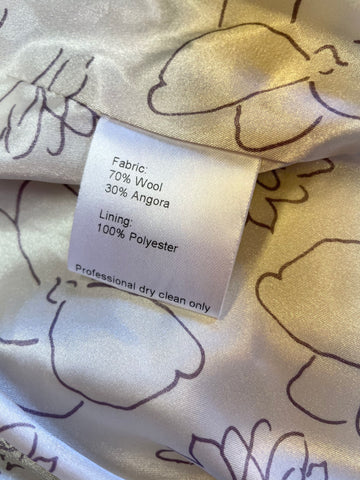 Fabric:
70% Wool
30% Angora
Lining:
100% Polyester
Professional dry clean only